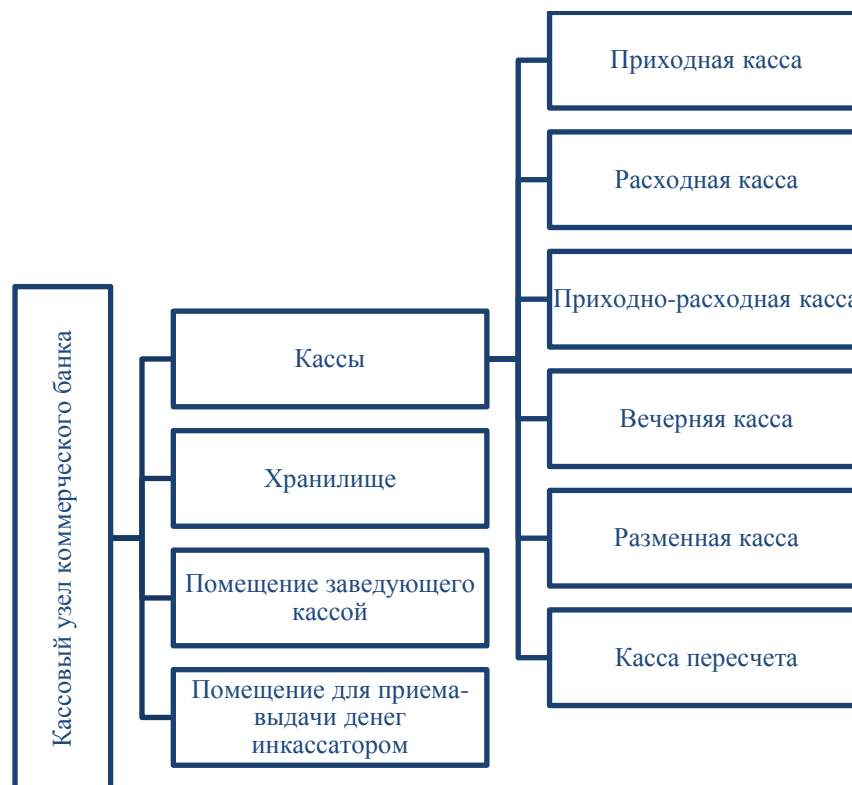 Кассовый узел коммерческого банка
Кассы
Хранилище
Помещение заведующего
кассой
Помещение для приема-
выдачи денег
инкассатором
Приходная касса
Расходная касса
Приходно-расходная касса
Вечерняя касса
Разменная касса
Касса пересчета